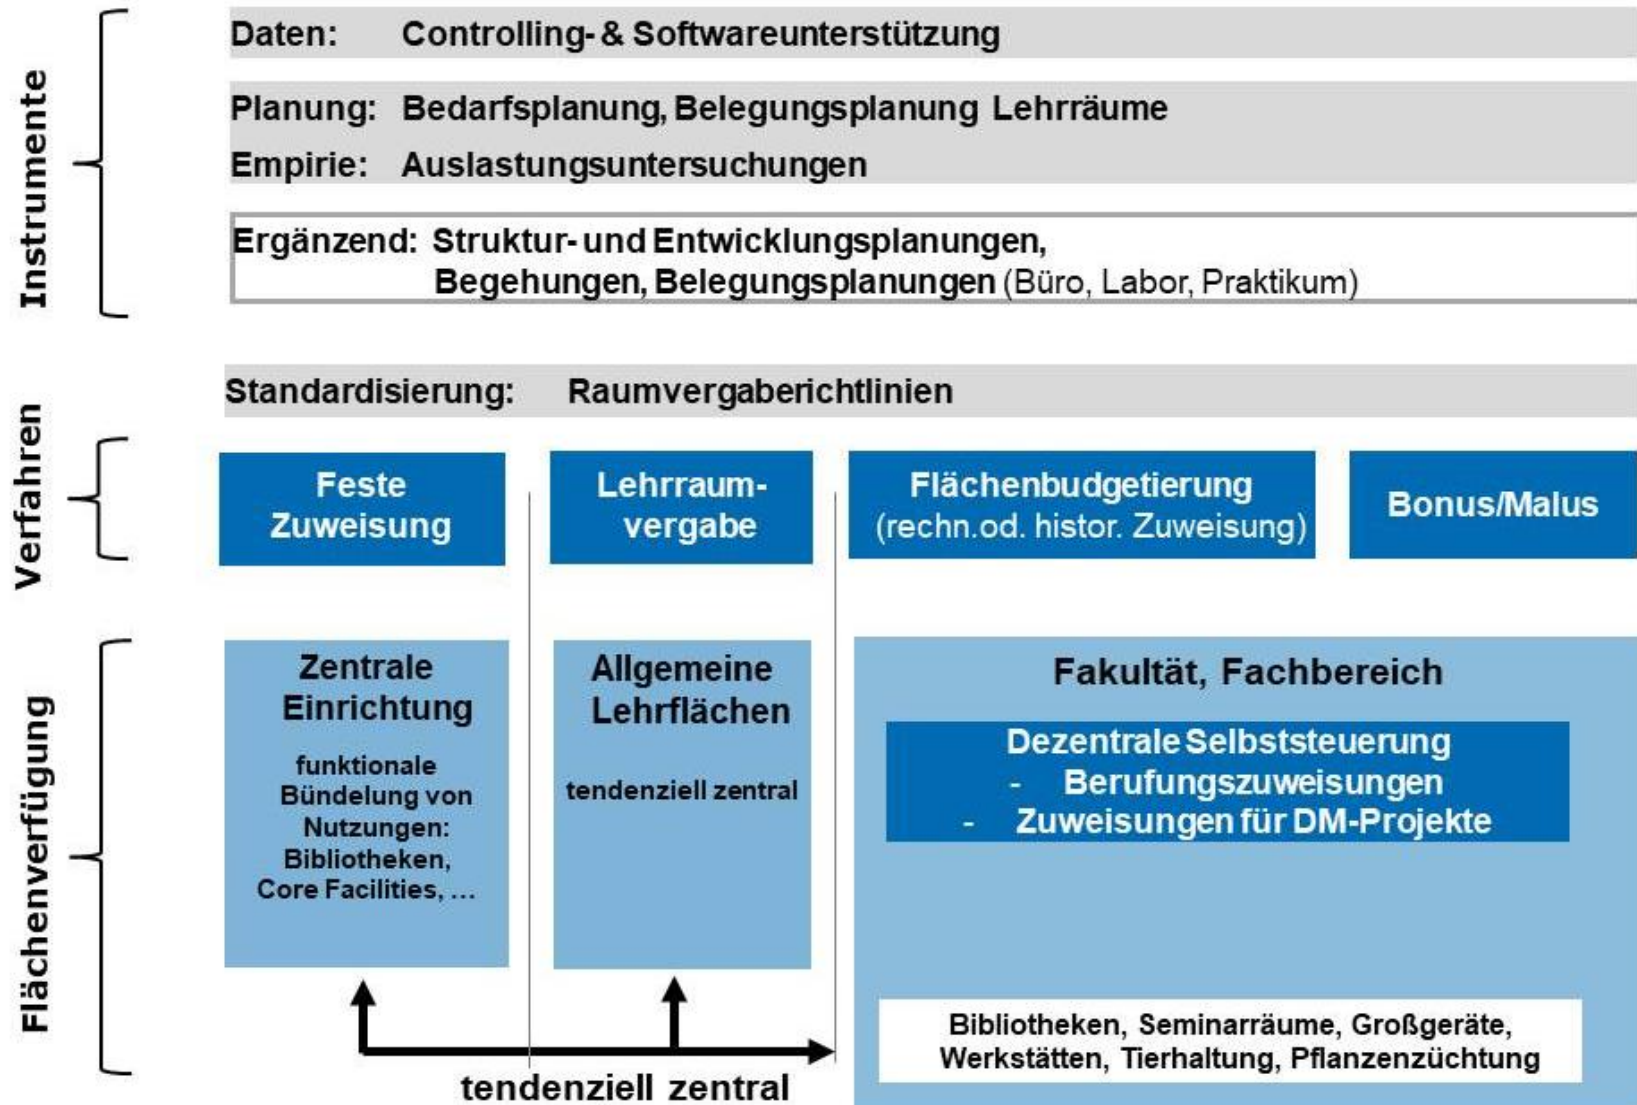 Instrumente
Daten: Controlling- & Softwareunterstützung
Planung: Bedarfsplanung, Belegungsplanung Lehrräume
Empirie: Auslastungsuntersuchungen
Ergänzend: Struktur- und Entwicklungsplanungen,
Begehungen, Belegungsplanungen (Büro, Labor, Praktikum)
Verfahren
Standardisierung: Raumvergaberichtlinien
Feste
Zuweisung
Lehrraum-
vergabe
Flächenbudgetierung
(rechn.od. histor. Zuweisung)
Bonus/Malus
Flächenverfügung
Zentrale
Einrichtung
funktionale
Bündelung von
Nutzungen:
Bibliotheken,
Core Facilities, …
Allgemeine
Lehrflächen
tendenziell zentral
Fakultät, Fachbereich
Dezentrale Selbststeuerung
- Berufungszuweisungen
- Zuweisungen für DM-Projekte
Bibliotheken, Seminarräume, Großgeräte,
Werkstätten, Tierhaltung, Pflanzenzüchtung
tendenziell zentral